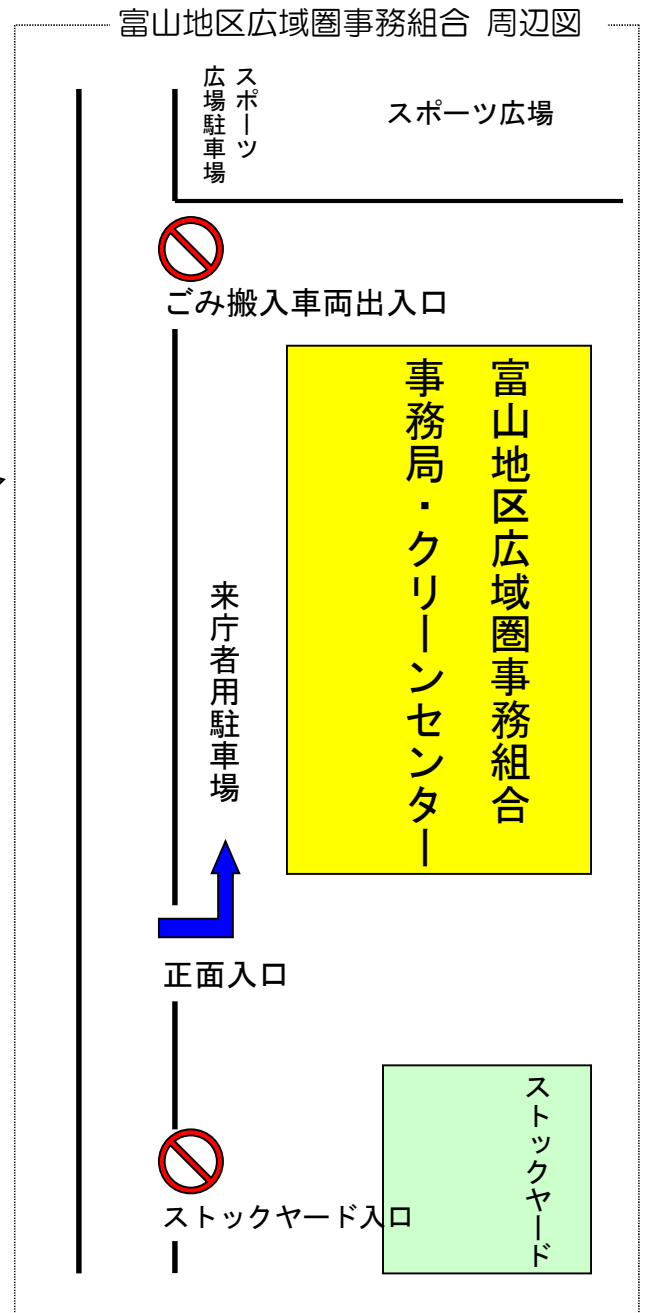 富山地区広域圏事務組合 周辺図
スポーツ
広場駐車場
スポーツ広場
ごみ搬入車両出入口
富山地区広域圏事務組合
事務局・クリーンセンター
来庁者用駐車場
正面入口
ストックヤード
ストックヤード入口